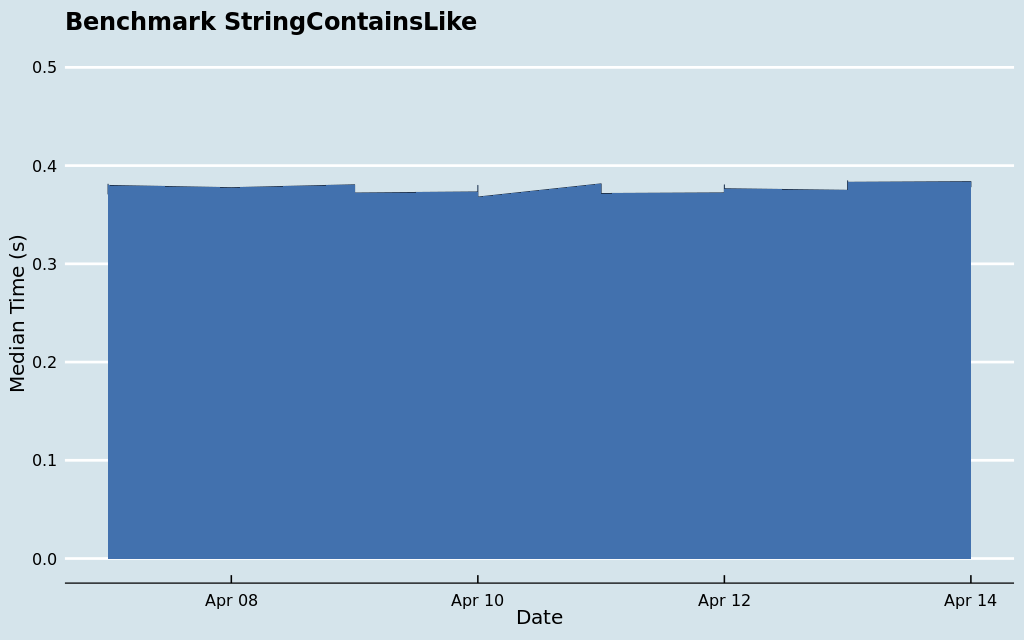 Benchmark StringContainsLike
0.5
0.4
0.3
0.2
0.1
0.0
Median Time (s)
Apr 08
Apr 10
Apr 12
Apr 14
Date